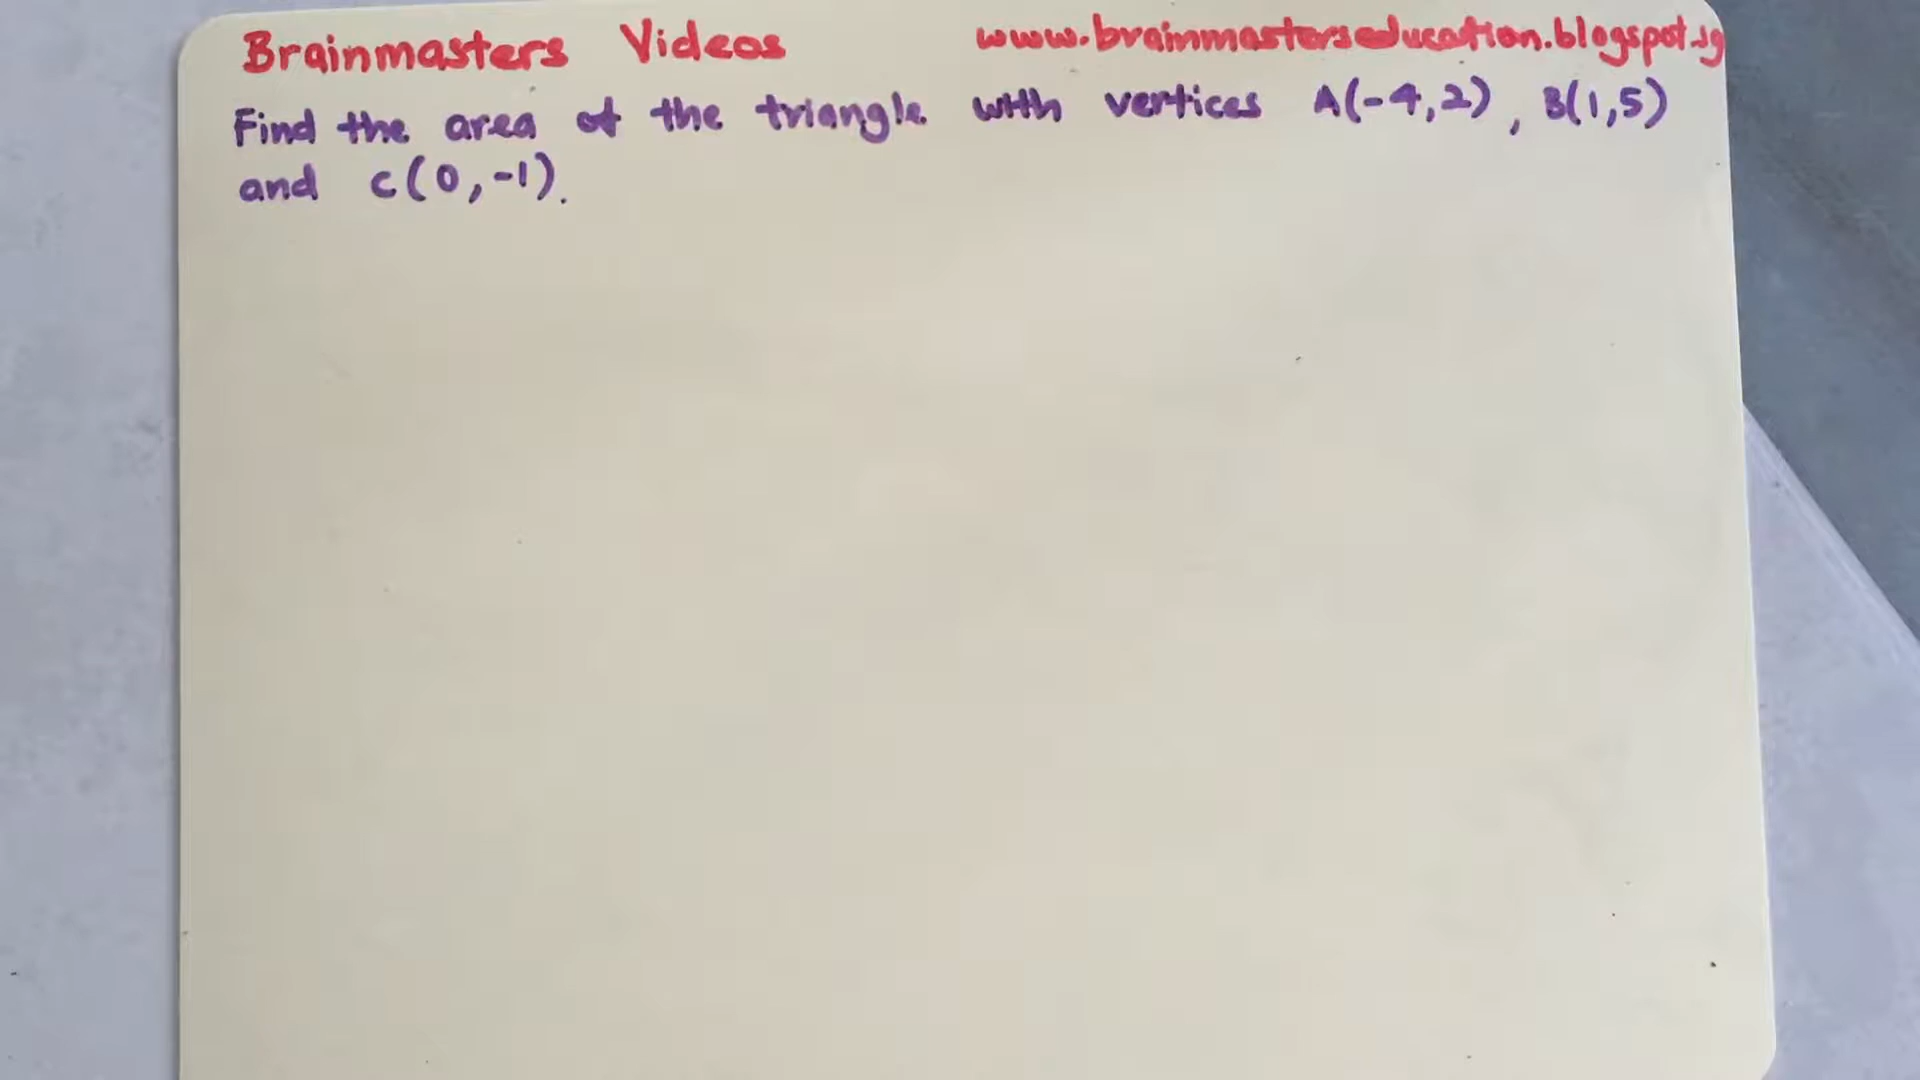 Brainmasters Videos www.brainmasterseducation.blogspot.sg
Find the area of the triangle with vertices A(-4,2), B(1,5)
and C(0,-1).